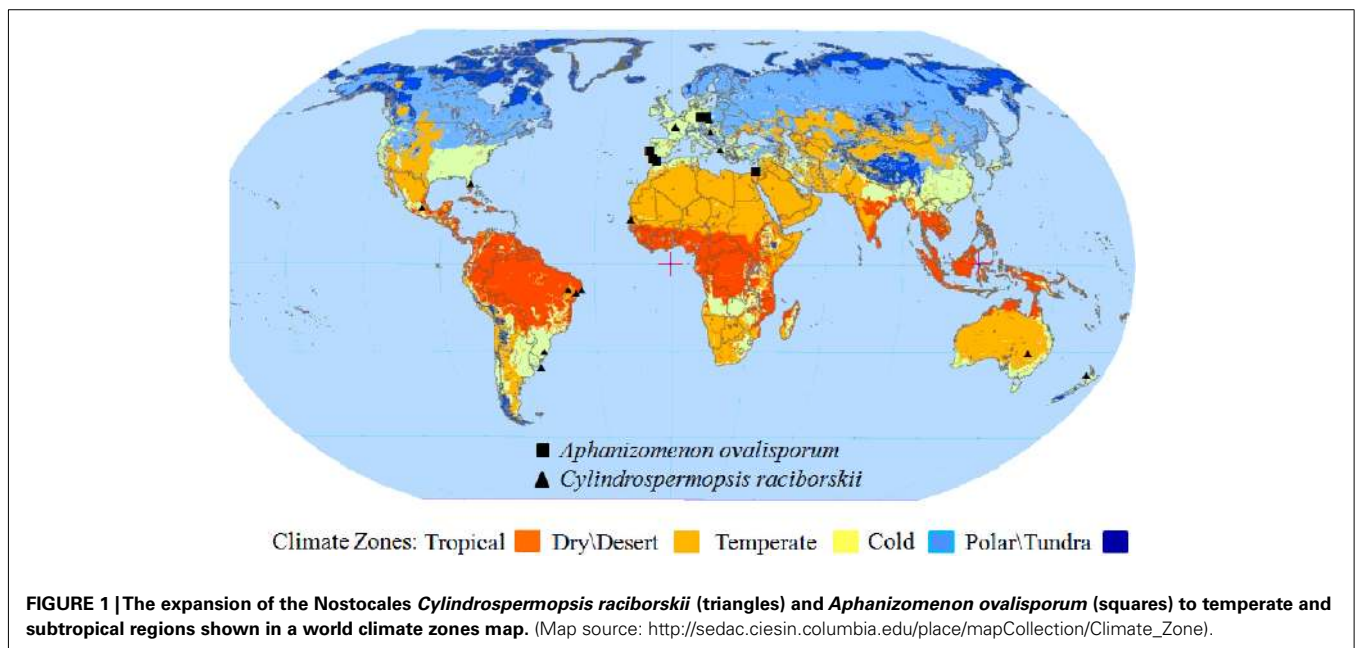 Aphanizomenon ovalisporum
Cylindrospermopsis raciborskii
Climate Zones: Tropical Dry\Desert Temperate Cold Polar\Tundra
FIGURE 1 | The expansion of the Nostocales Cylindrospermopsis raciborskii (triangles) and Aphanizomenon ovalisporum (squares) to temperate and
subtropical regions shown in a world climate zones map. (Map source: http://sedac.ciesin.columbia.edu/place/mapCollection/Climate_Zone).